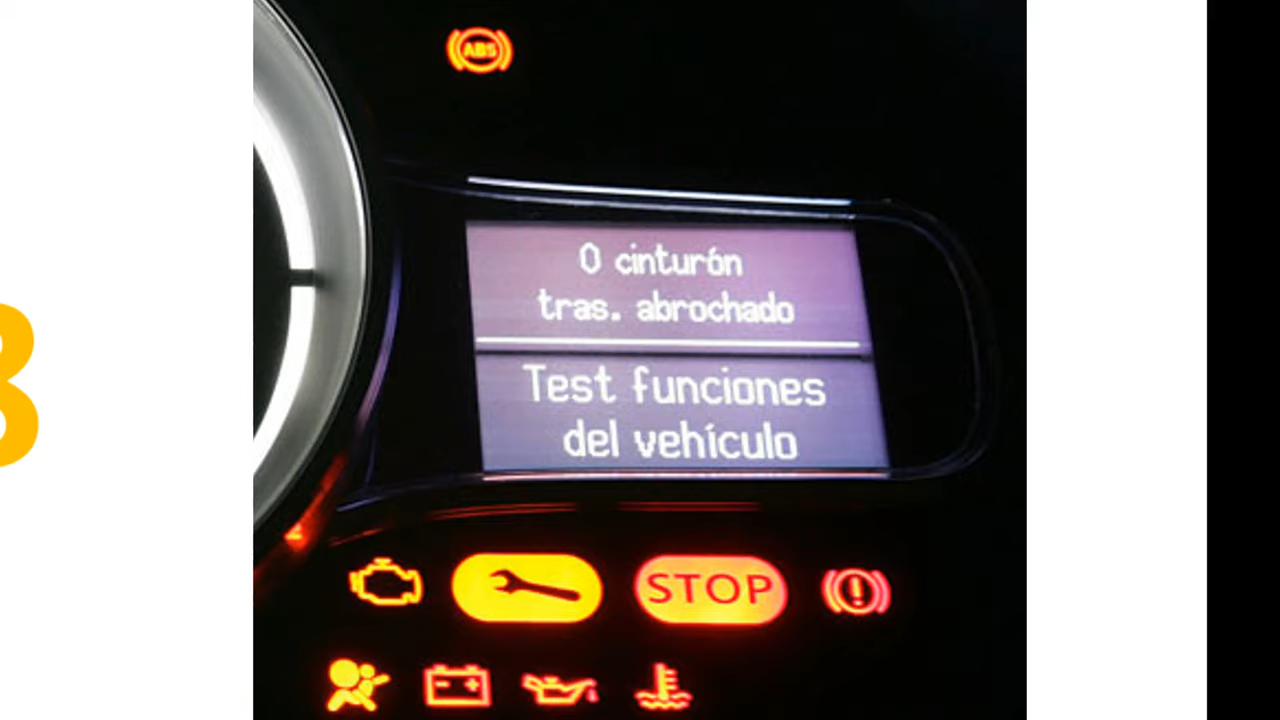 ABS
0 cinturón
tras. abrochado
Test funciones
del vehículo
STOP